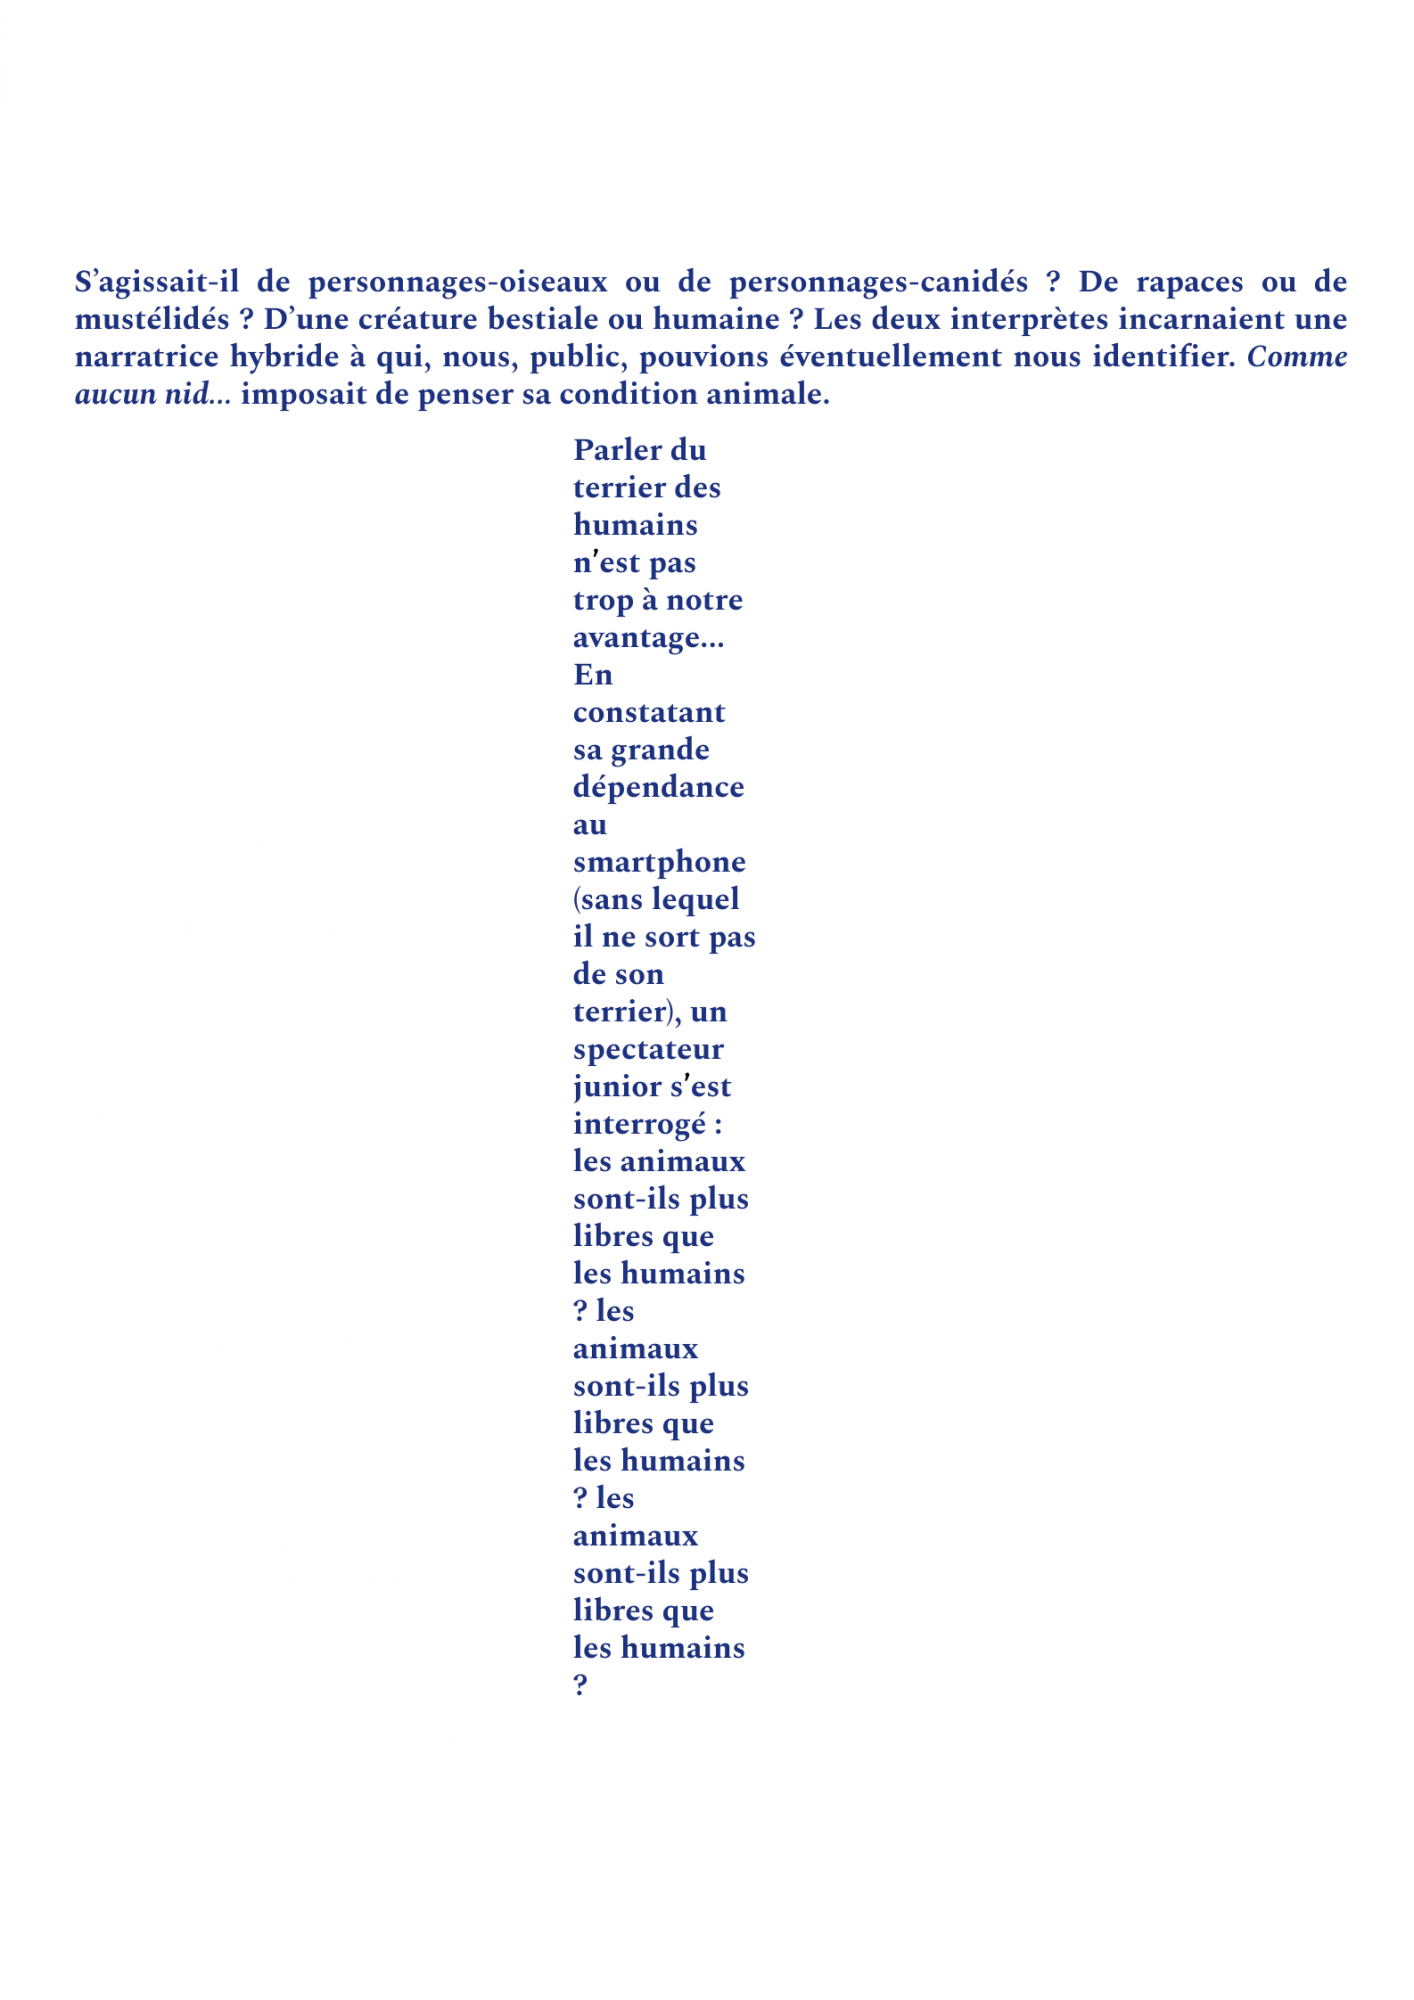 S’agissait-il de personnages-oiseaux ou de personnages-canidés ? De rapaces ou de
mustélidés ? D’une créature bestiale ou humaine ? Les deux interprètes incarnaient une
narratrice hybride à qui, nous, public, pouvions éventuellement nous identifier. Comme
aucun nid... imposait de penser sa condition animale.
Parler du
terrier des
humains
n’est pas
trop à notre
avantage...
En
constatant
sa grande
dépendance
au
smartphone
(sans lequel
il ne sort pas
de son
terrier), un
spectateur
junior s’est
interrogé :
les animaux
sont-ils plus
libres que
les humains
? les
animaux
sont-ils plus
libres que
les humains
? les
animaux
sont-ils plus
libres que
les humains
?